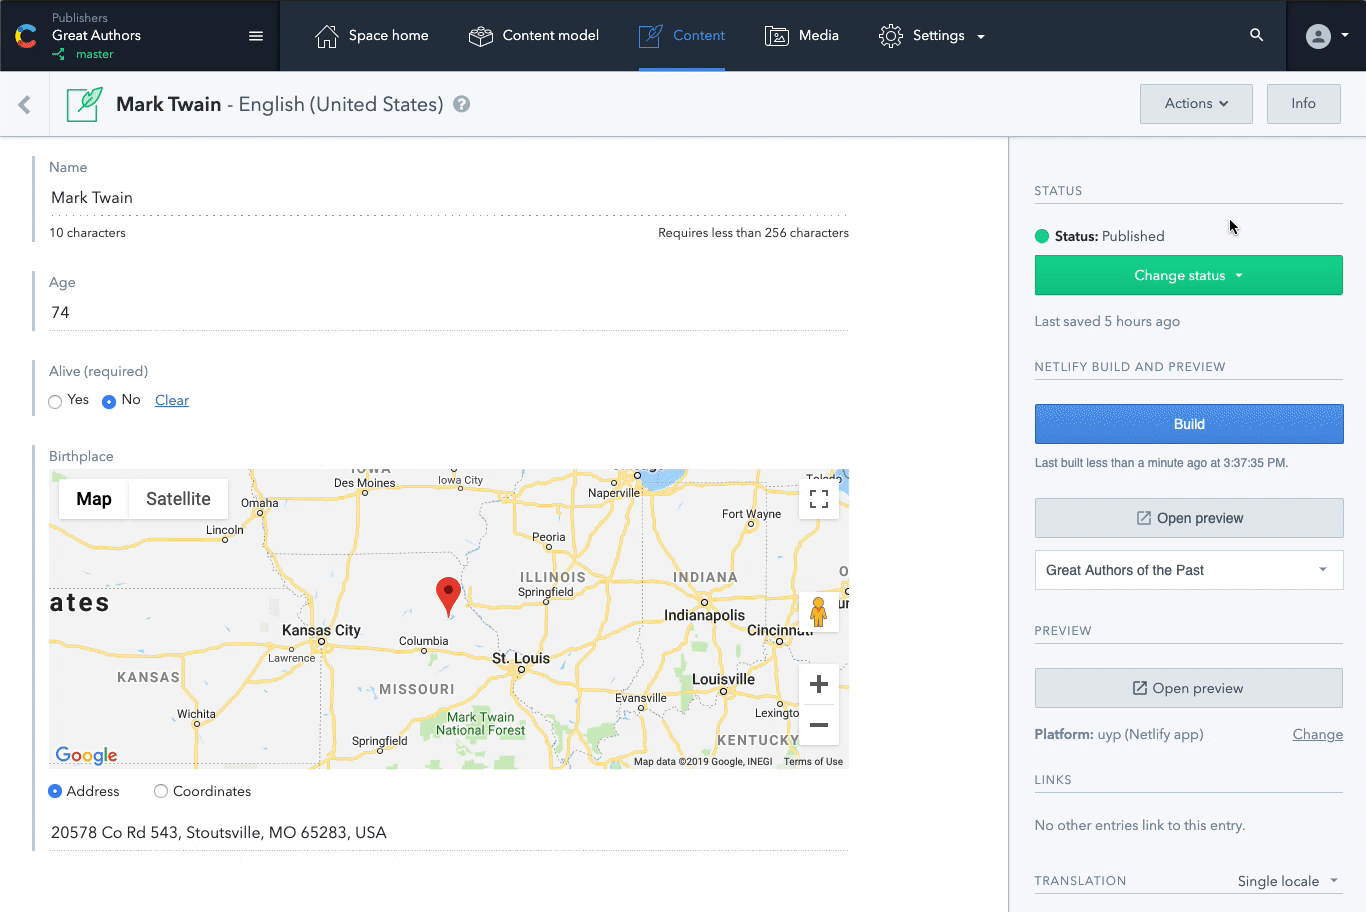 Publishers
Great Authors
master
Space home
Content model
Content
Media
Settings
Mark Twain - English (United States) ?
Actions
Info
Name
Mark Twain
10 characters
Requires less than 256 characters
Age
74
Alive (required)
Yes
No
Clear
Birthplace
Map
Satellite
IOWA
Des Moines
Iowa City
Chicago
Naperville
Toledo
Omaha
Lincoln
Fort Wayne
Peoria
ILLINOIS
Springfield
INDIANA
Indianapolis
ates
Kansas City
Columbia
Cincinnati
Lawrence
St. Louis
KANSAS
MISSOURI
Louisville
Evansville
Wichita
Mark Twain
National Forest
Lexingto
Springfield
KENTUCKY
Google
Map data ©2019 Google, INEGI
Terms of Use
Address
Coordinates
20578 Co Rd 543, Stoutsville, MO 65283, USA
STATUS
Status: Published
Change status
Last saved 5 hours ago
NETLIFY BUILD AND PREVIEW
Build
Last built less than a minute ago at 3:37:35 PM.
Open preview
Great Authors of the Past
PREVIEW
Open preview
Platform: uyp (Netlify app)
Change
LINKS
No other entries link to this entry.
TRANSLATION
Single locale